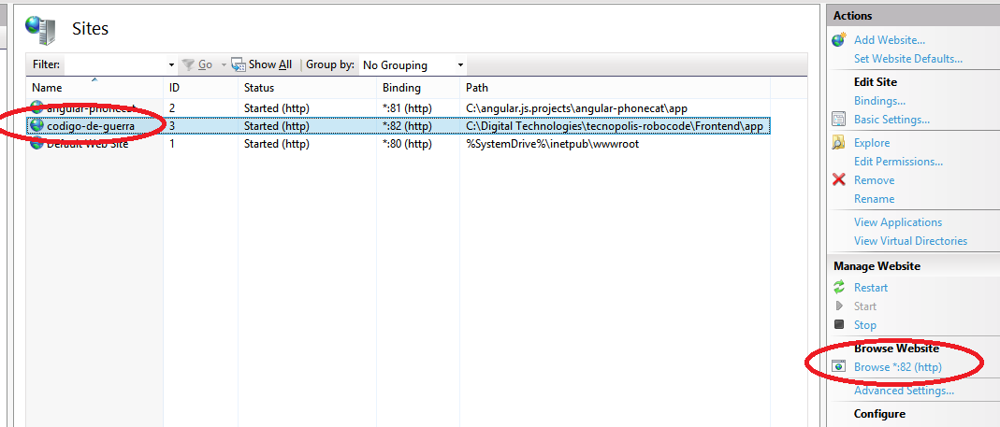 Sites
Filter: Go Show All Group by: No Grouping
Name ID Status Binding Path
angular-phonecat 2 Started (http) *:81 (http) C:\angular.js.projects\angular-phonecat\app
codigo-de-guerra 3 Started (http) *:82 (http) C:\Digital Technologies\tecnopolis-robocode\Frontend\app
Default Web Site 1 Started (http) *:80 (http) %SystemDrive%\inetpub\wwwroot
Actions
Add Website...
Set Website Defaults...
Edit Site
Bindings...
Basic Settings...
Explore
Edit Permissions...
Remove
Rename
View Applications
View Virtual Directories
Manage Website
Restart
Start
Stop
Browse Website
Browse *:82 (http)
Advanced Settings...
Configure